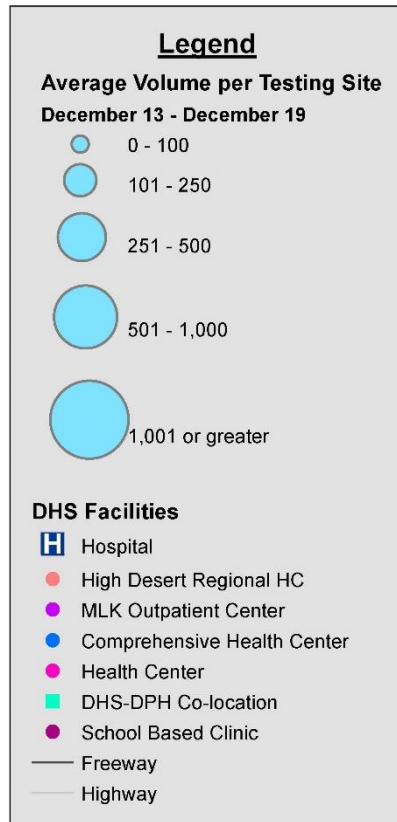 Legend
Average Volume per Testing Site
December 13 - December 19
0 - 100
101 - 250
251 - 500
501 - 1,000
1,001 or greater
DHS Facilities
H Hospital
High Desert Regional HC
MLK Outpatient Center
Comprehensive Health Center
Health Center
DHS-DPH Co-location
School Based Clinic
Freeway
Highway